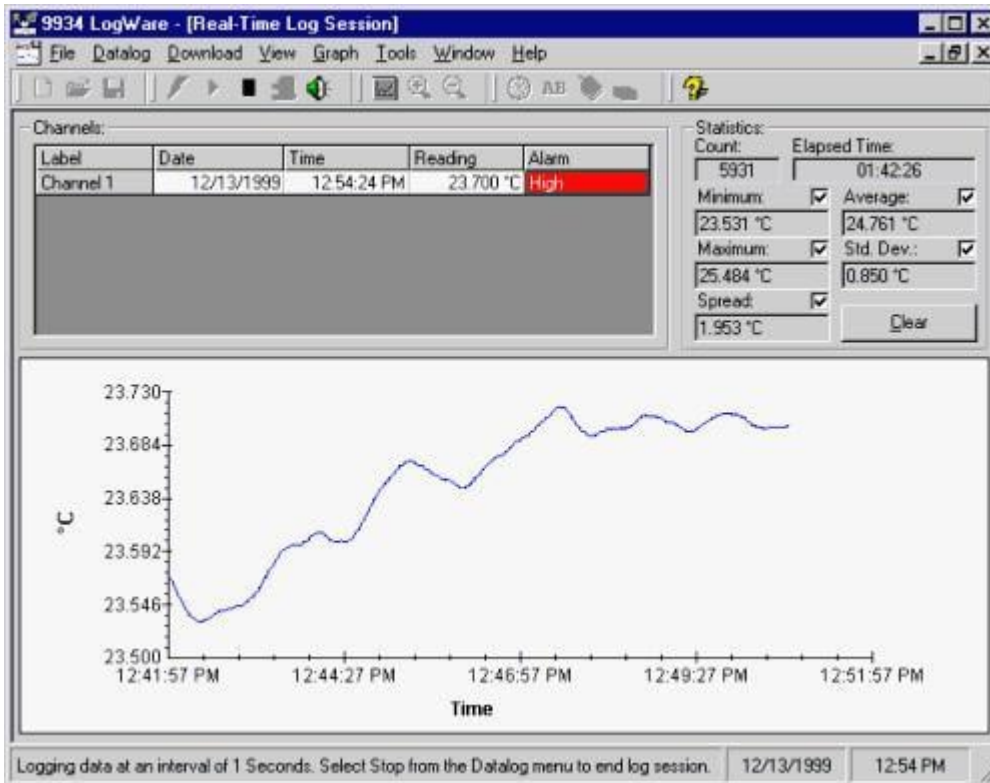 9934 LogWare - [Real-Time Log Session]
File Datalog Download View Graph Tools Window Help
AB
Channels:
Label Date Time Reading Alarm
Channel 1 12/13/1999 12:54:24 PM 23.700 °C High
Statistics:
Count: Elapsed Time:
5931 01:42:26
Minimum: Average:
23.531 °C 24.761 °C
Maximum: Std. Dev.:
25.484 °C 0.850 °C
Spread:
1.953 °C Clear
23.730
23.684
23.638
°C
23.592
23.546
23.500
12:41:57 PM 12:44:27 PM 12:46:57 PM 12:49:27 PM 12:51:57 PM
Time
Logging data at an interval of 1 Seconds. Select Stop from the Datalog menu to end log session. 12/13/1999 12:54 PM